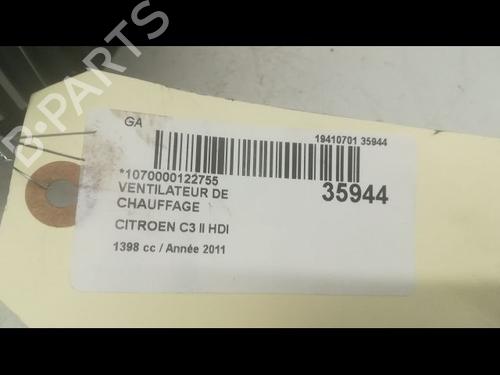 B-PARTS
GA
19410701 35944
*1070000122755
35944
VENTILATEUR DE
CHAUFFAGE
CITROEN C3 II HDI
1398 cc / Année 2011